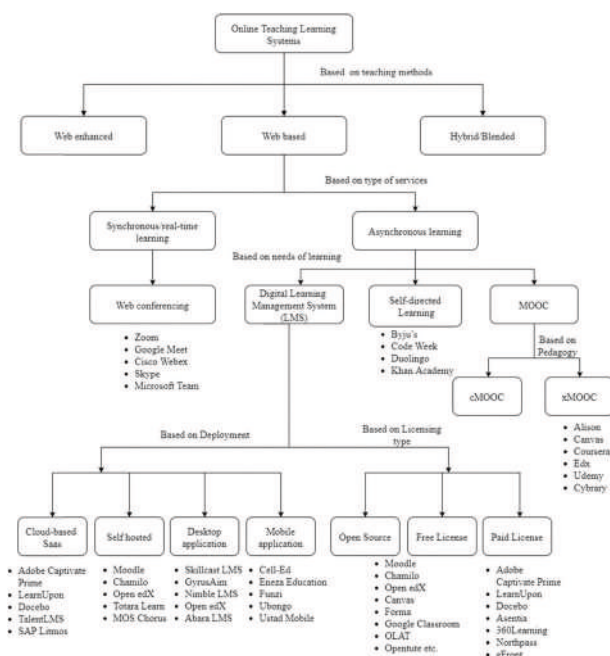 Online Teaching Learning
Systems
Based on teaching methods
Web enhanced
Web based
Hybrid/Blended
Based on type of services
Synchronous/real-time
learning
Asynchronous learning
Based on needs of learning
Web conferencing
Digital Learning
Management System
(LMS)
Self-directed
Learning
MOOC
• Zoom
• Google Meet
• Cisco Webex
• Skype
• Microsoft Team
• Byju's
• Code Week
• Duolingo
• Khan Academy
Based on
Pedagogy
cMOOC
xMOOC
• Alison
• Canvas
• Coursera
• Edx
• Udemy
• Cybrary
Based on Deployment
Based on Licensing
type
Cloud-based
Saas
Self hosted
Desktop
application
Mobile
application
Open Source
Free License
Paid License
• Adobe Captivate
Prime
• LearnUpon
• Docebo
• TalentLMS
• SAP Litmos
• Moodle
• Chamilo
• Open edX
• Totara Learn
• MOS Chorus
• Skillcast LMS
• GyrusAim
• Nimble LMS
• Open edX
• Abara LMS
• Cell-Ed
• Eneza Education
• Funzi
• Ubongo
• Ustad Mobile
• Moodle
• Chamilo
• Open edX
• Canvas
• Forma
• Google Classroom
• OLAT
• Opentute etc.
• Adobe
Captivate Prime
• LearnUpon
• Docebo
• Asentia
• 360Learning
• Northpass
• eFront